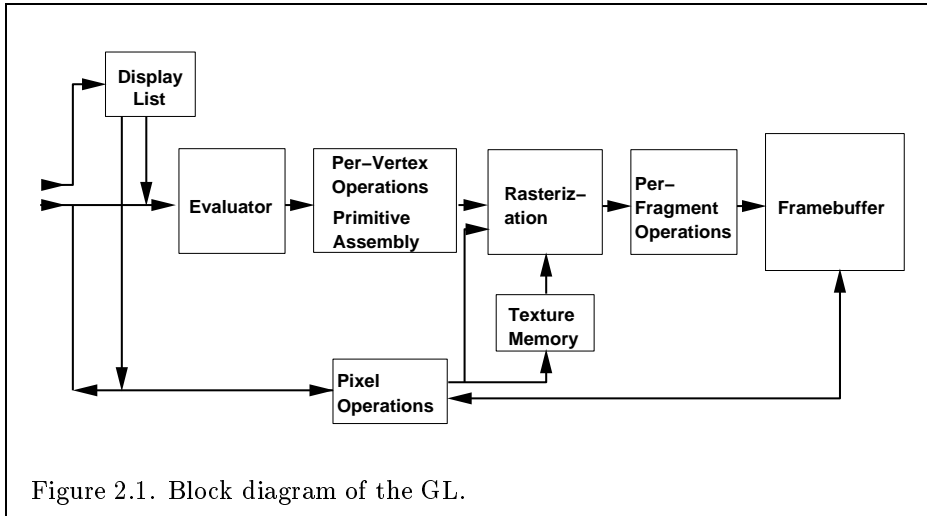 Display
List
Evaluator
Per-Vertex
Operations
Primitive
Assembly
Rasteriz-
ation
Per-
Fragment
Operations
Framebuffer
Texture
Memory
Pixel
Operations
Figure 2.1. Block diagram of the GL.